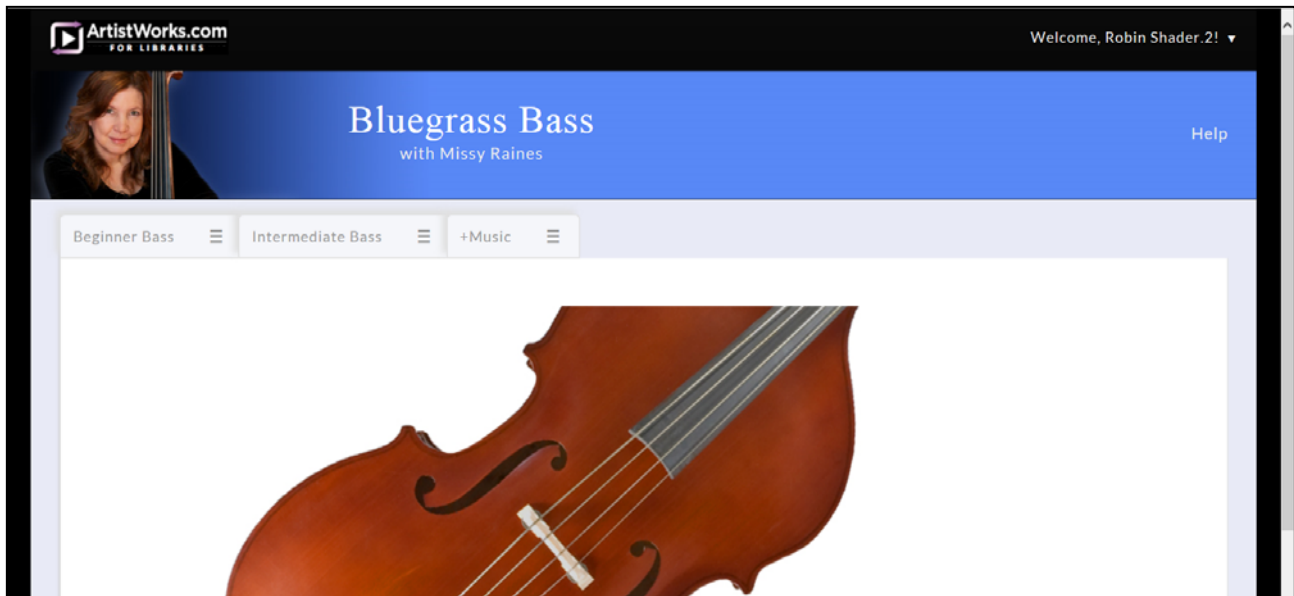 ArtistWorks.com
FOR LIBRARIES
Welcome, Robin Shader.2! ▼
Bluegrass Bass
with Missy Raines
Help
Beginner Bass ☰ Intermediate Bass ☰ +Music ☰